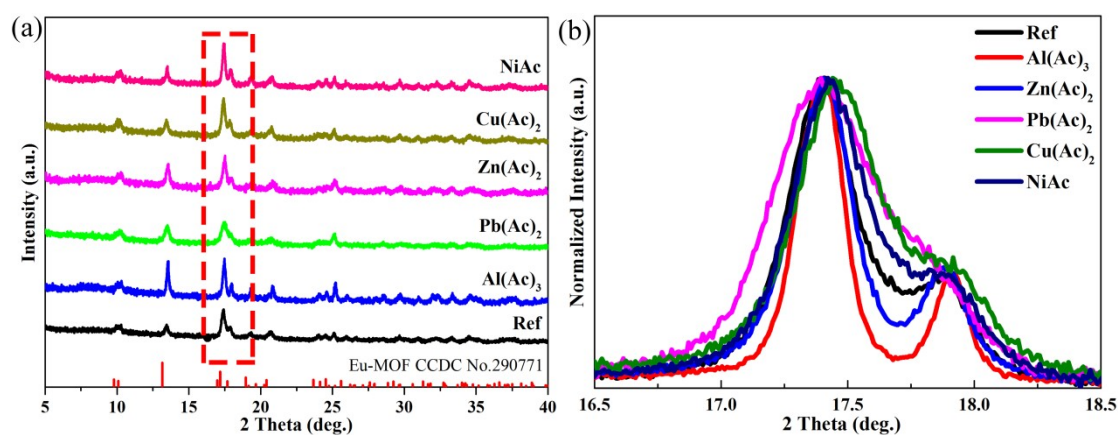 (a)
Intensity (a.u.)
NiAc
Cu(Ac)₂
Zn(Ac)₂
Pb(Ac)₂
Al(Ac)₃
Ref
Eu-MOF CCDC No.290771
5 10 15 20 25 30 35 40
2 Theta (deg.)
(b)
Normalized Intensity (a.u.)
Ref
Al(Ac)₃
Zn(Ac)₂
Pb(Ac)₂
Cu(Ac)₂
NiAc
16.5 17.0 17.5 18.0 18.5
2 Theta (deg.)